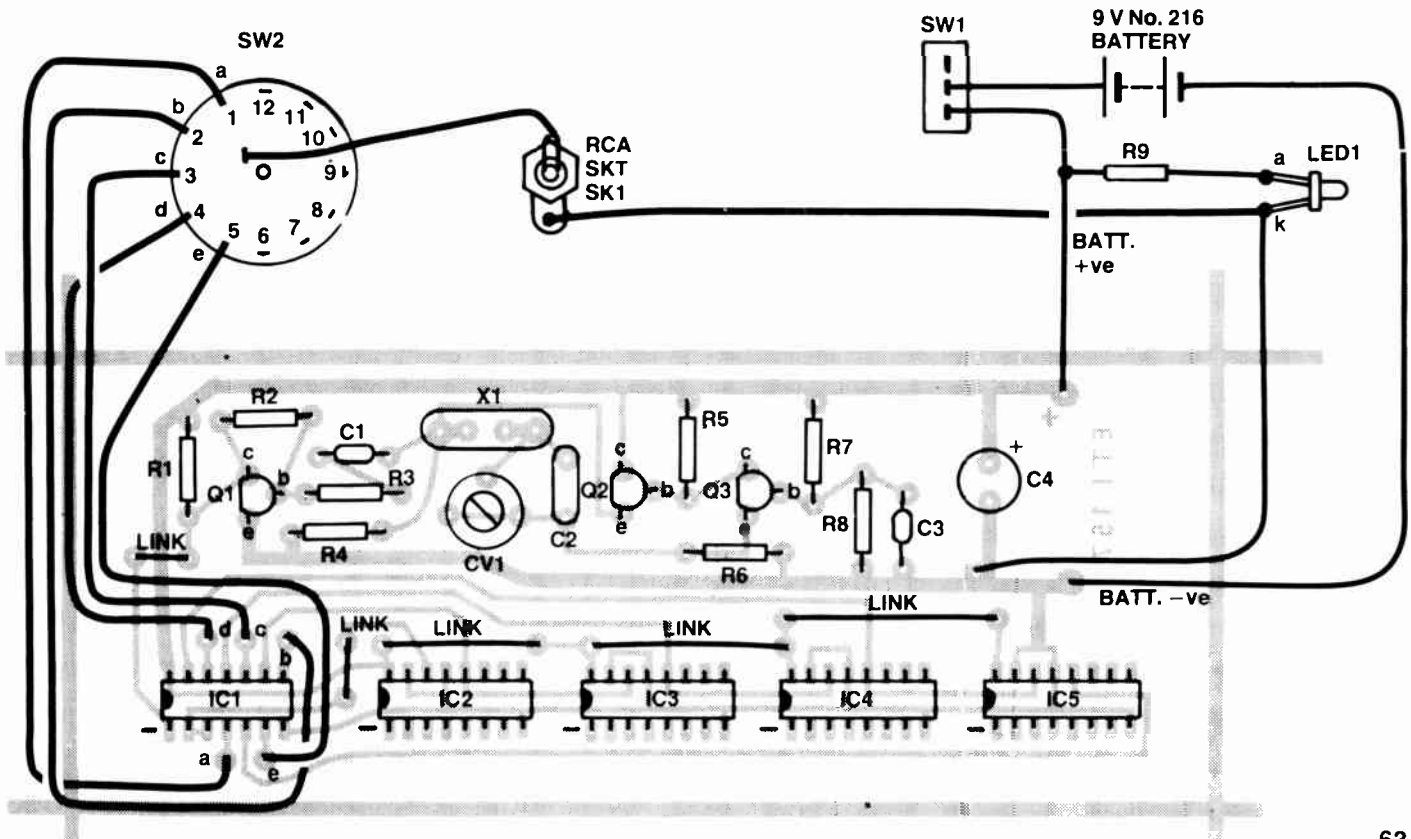 SW2
a
b
c
d
e
1
2
3
4
5
6
7
8
9
10
11
12
RCA
SKT
SK1
SW1
9 V No. 216
BATTERY
R9
a
LED1
k
BATT.
+ve
R2
X1
C1
R1
c
Q1
b
e
R3
R4
CV1
C2
c
Q2
b
e
R5
c
Q3
b
e
R6
R7
R8
C3
+
C4
+
LINK
BATT. –ve
d
c
b
LINK
LINK
LINK
LINK
IC1
IC2
IC3
IC4
IC5
a
e